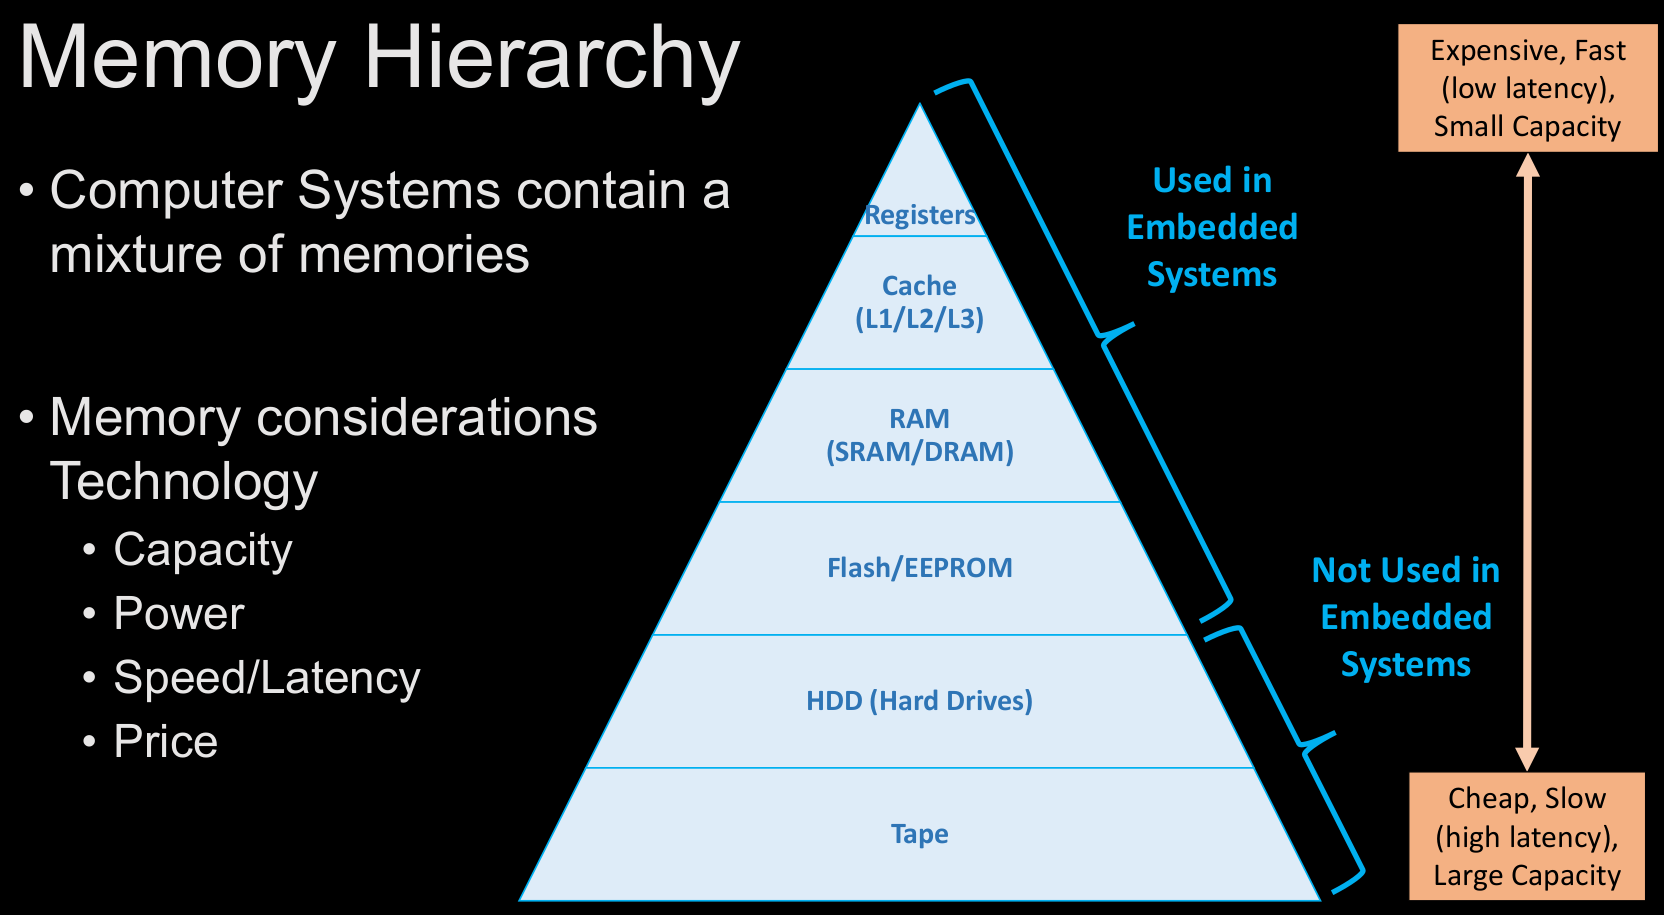 Memory Hierarchy
• Computer Systems contain a
mixture of memories
• Memory considerations
Technology
• Capacity
• Power
• Speed/Latency
• Price
Registers
Cache
(L1/L2/L3)
RAM
(SRAM/DRAM)
Flash/EEPROM
HDD (Hard Drives)
Tape
Used in
Embedded
Systems
Not Used in
Embedded
Systems
Expensive, Fast
(low latency),
Small Capacity
Cheap, Slow
(high latency),
Large Capacity